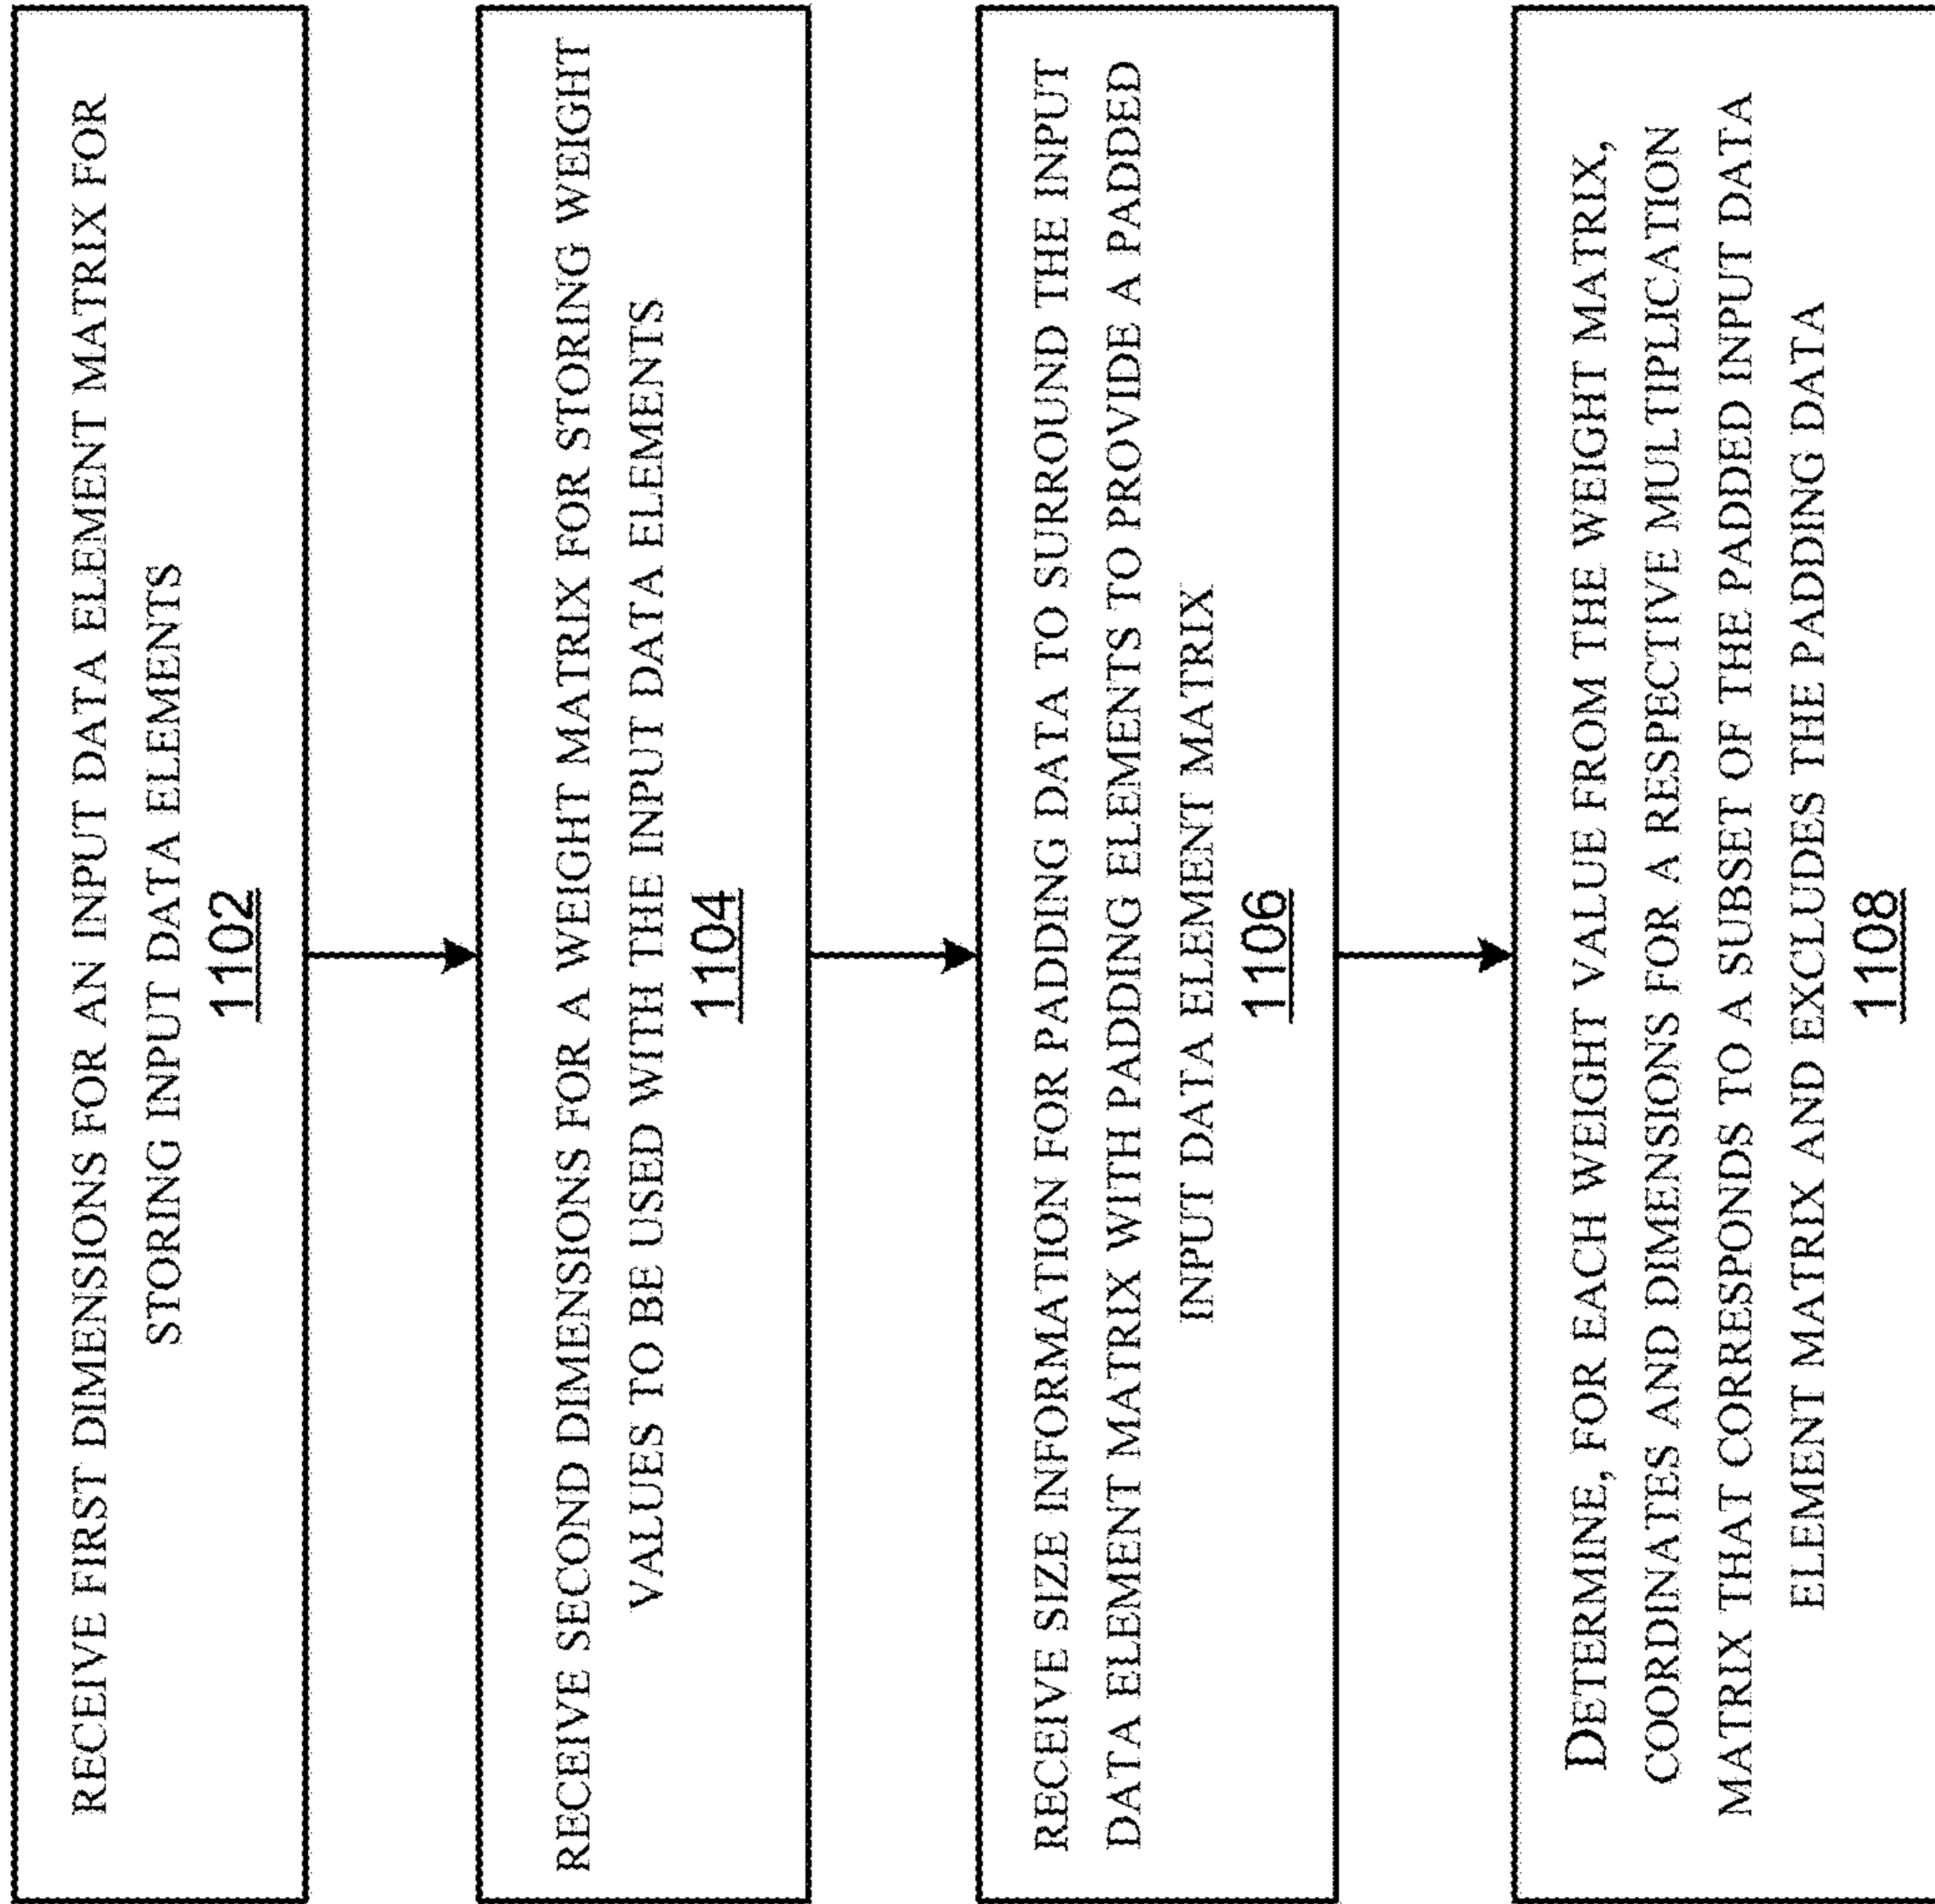 RECEIVE FIRST DIMENSIONS FOR AN INPUT DATA ELEMENT MATRIX FOR
STORING INPUT DATA ELEMENTS
1102
RECEIVE SECOND DIMENSIONS FOR A WEIGHT MATRIX FOR STORING WEIGHT
VALUES TO BE USED WITH THE INPUT DATA ELEMENTS
1104
RECEIVE SIZE INFORMATION FOR PADDING DATA TO SURROUND THE INPUT
DATA ELEMENT MATRIX WITH PADDING ELEMENTS TO PROVIDE A PADDED
INPUT DATA ELEMENT MATRIX
1106
DETERMINE, FOR EACH WEIGHT VALUE FROM THE WEIGHT MATRIX,
COORDINATES AND DIMENSIONS FOR A RESPECTIVE MULTIPLICATION
MATRIX THAT CORRESPONDS TO A SUBSET OF THE PADDED INPUT DATA
ELEMENT MATRIX AND EXCLUDES THE PADDING DATA
1108